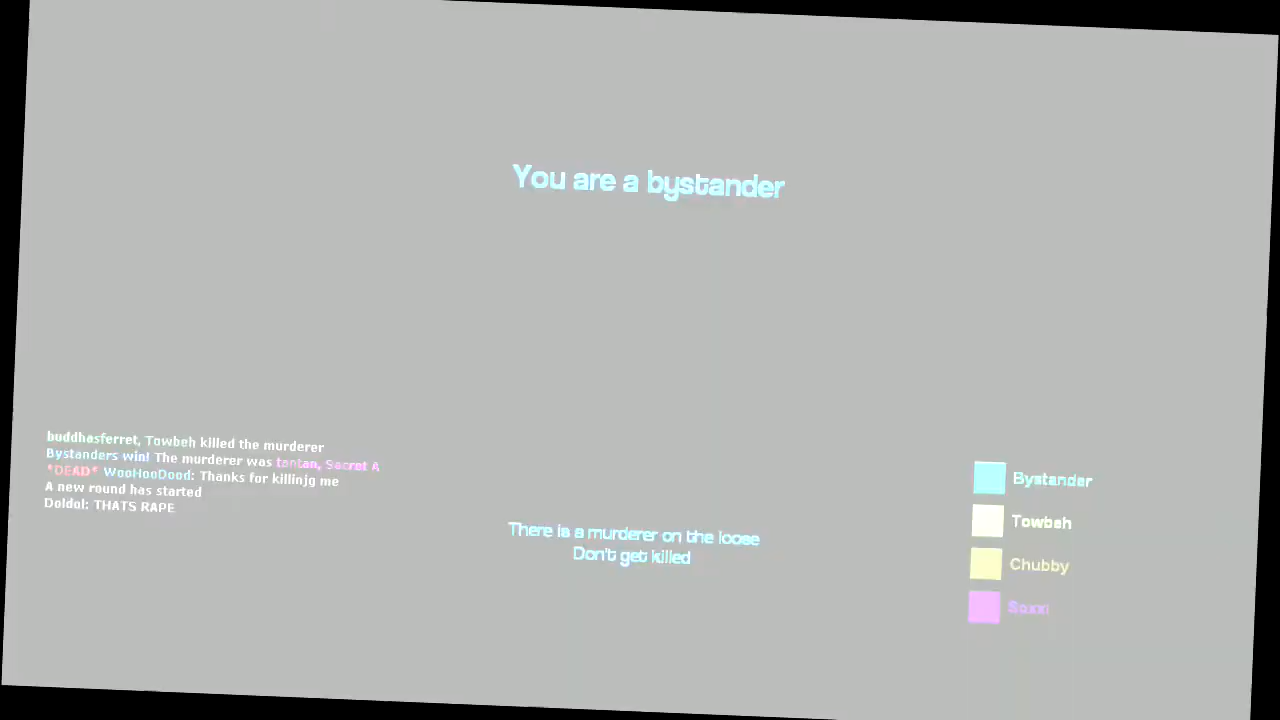 You are a bystander
buddhasferret, Towbeh killed the murderer
Bystanders win! The murderer was tantan, Sacrot A
*DEAD* WooHooDood: Thanks for killinjg me
A new round has started
Doldol: THATS RAPE
There is a murderer on the loose
Don't get killed
Bystander
Towbeh
Chubby
Soxxi